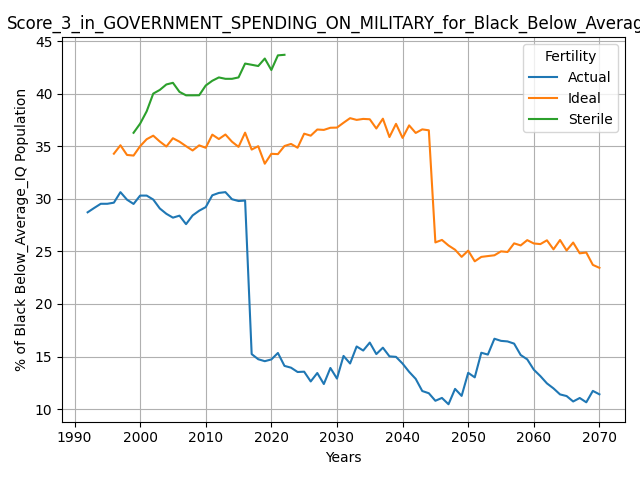 Score_3_in_GOVERNMENT_SPENDING_ON_MILITARY_for_Black_Below_Averag
45
40
35
30
25
20
15
10
% of Black Below_Average_IQ Population
Fertility
Actual
Ideal
Sterile
1990 2000 2010 2020 2030 2040 2050 2060 2070
Years